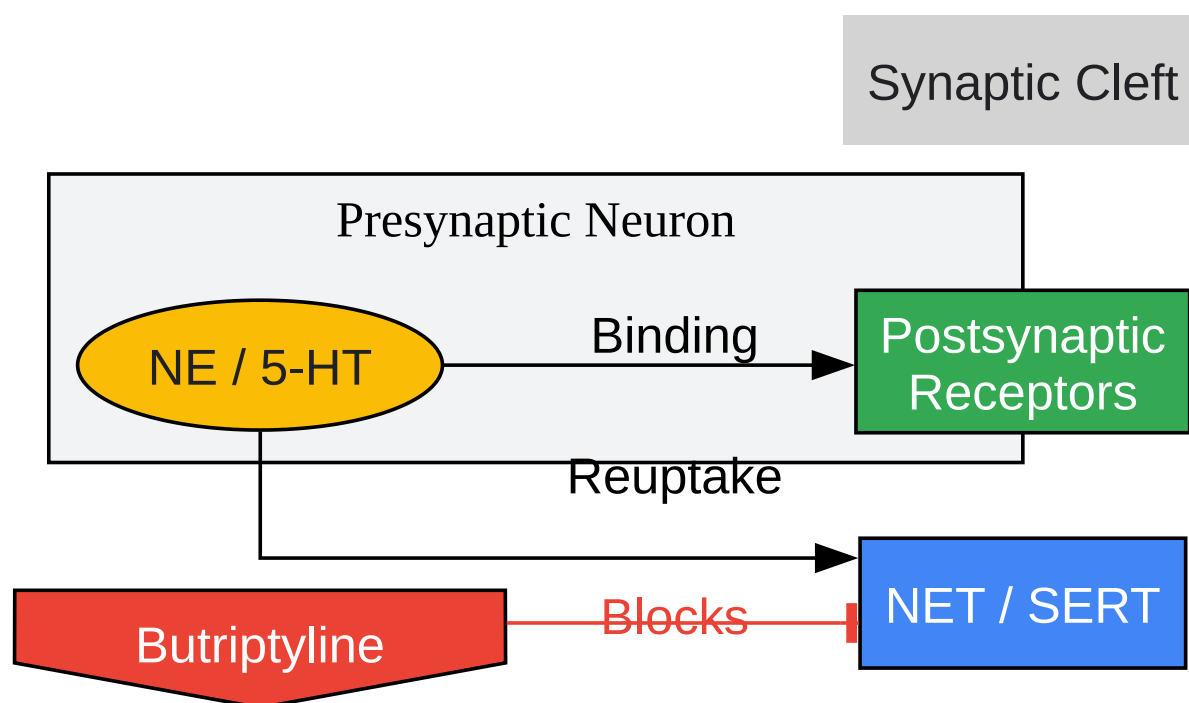 Synaptic Cleft
Presynaptic Neuron
NE / 5-HT
Binding
Postsynaptic
Receptors
Reuptake
NET / SERT
Blocks
Butriptyline